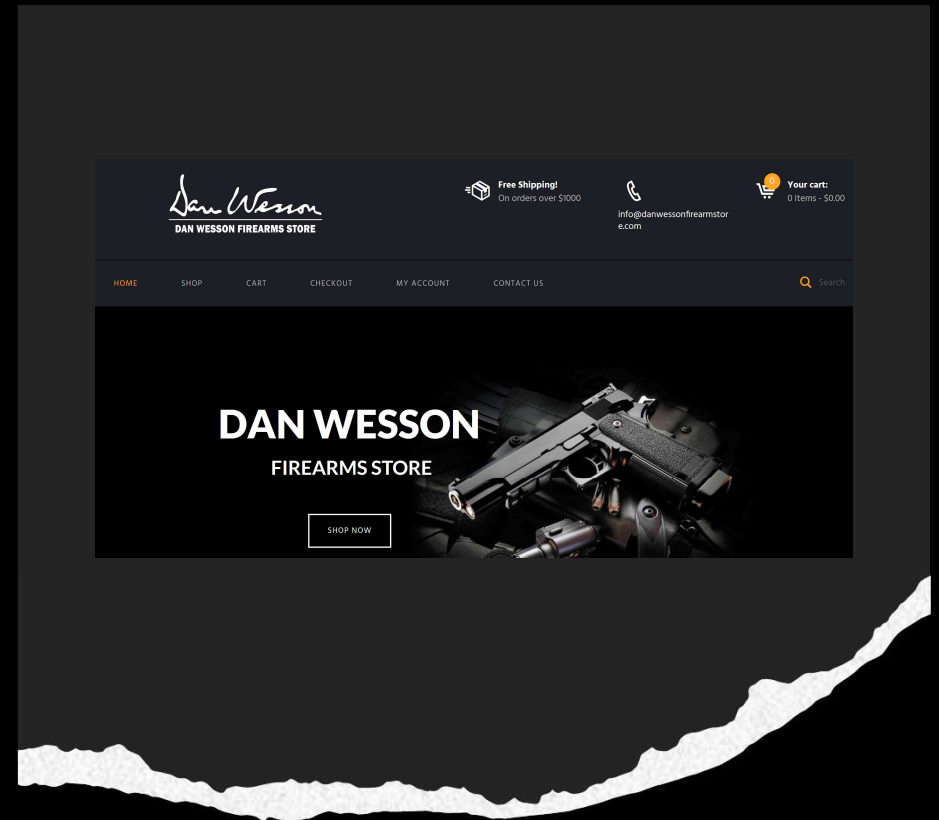 Dan Wesson
DAN WESSON FIREARMS STORE
Free Shipping!
On orders over $1000
info@danwessonfirearmstor
e.com
0
Your cart:
0 Items - $0.00
HOME
SHOP
CART
CHECKOUT
MY ACCOUNT
CONTACT US
Search
DAN WESSON
FIREARMS STORE
SHOP NOW